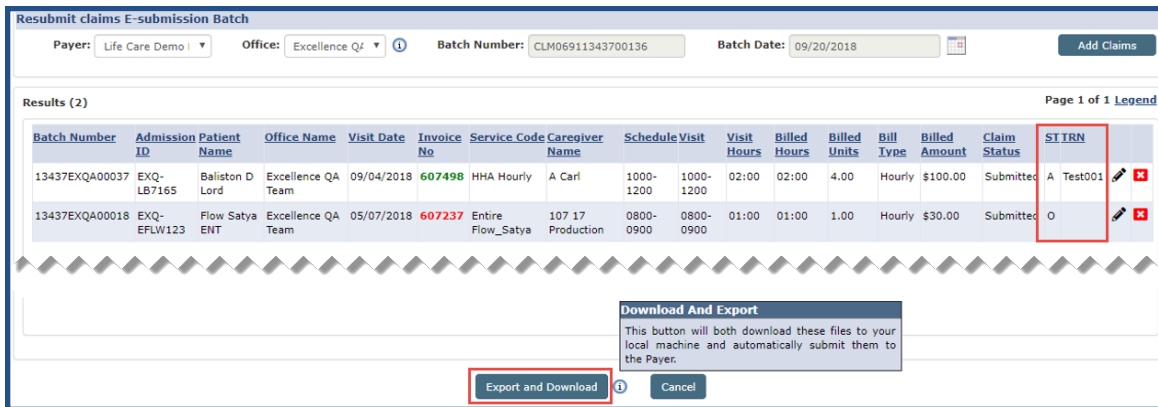 Resubmit claims E-submission Batch
Payer: Life Care Demo Office: Excellence QA Batch Number: CLM06911343700136 Batch Date: 09/20/2018 Add Claims
Results (2) Page 1 of 1 Legend
Batch Number Admission ID Patient Name Office Name Visit Date Invoice No Service Code Caregiver Name Schedule Visit Visit Hours Billed Hours Billed Units Bill Type Billed Amount Claim Status ST TRN
13437EXQA00037 EXQ-LB7165 Baliston D Lord Excellence QA Team 09/04/2018 607498 HHA Hourly A Carl 1000-1200 1000-1200 02:00 02:00 4.00 Hourly $100.00 Submitted A Test001
13437EXQA00018 EXQ-EFLW123 Flow Satya ENT Excellence QA Team 05/07/2018 607237 Entire Flow_Satya 107 17 Production 0800-0900 0800-0900 01:00 01:00 1.00 Hourly $30.00 Submitted O
Download And Export
This button will both download these files to your
local machine and automatically submit them to
the Payer.
Export and Download Cancel